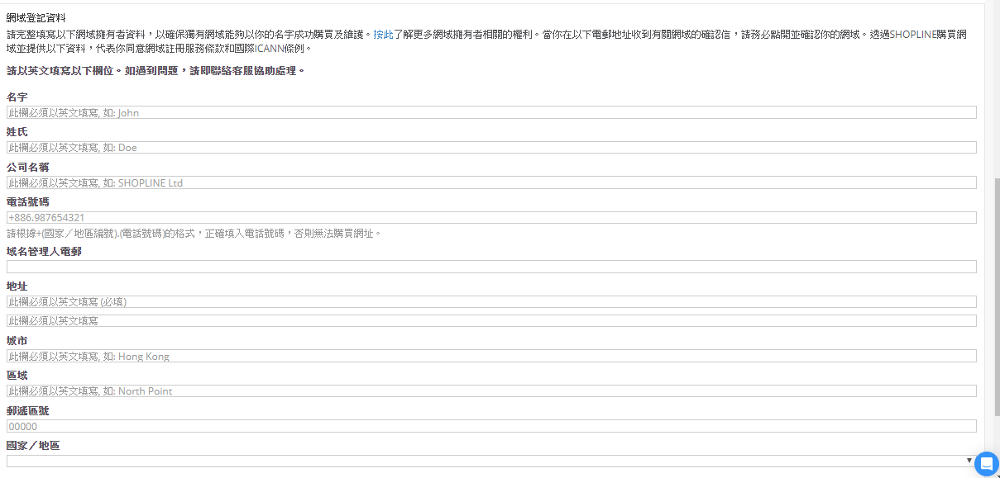 網域登記資料
請完整填寫以下網域擁有者資料，以確保獨有網域能夠以你的名字成功購買及維護。按此了解更多網域擁有者相關的權利。當你在以下電郵地址收到有關網域的確認信，請務必點開並確認你的網域。透過SHOPLINE購買網
域並提供以下資料，代表你同意網域註冊服務條款和國際ICANN條例。
請以英文填寫以下欄位。如遇到問題，請即聯絡客服協助處理。
名字
此欄必須以英文填寫, 如: John
姓氏
此欄必須以英文填寫, 如: Doe
公司名稱
此欄必須以英文填寫, 如: SHOPLINE Ltd
電話號碼
+886.987654321
請根據+(國家／地區編號).(電話號碼)的格式，正確填入電話號碼，否則無法購買網址。
域名管理人電郵
地址
此欄必須以英文填寫 (必填)
此欄必須以英文填寫
城市
此欄必須以英文填寫, 如: Hong Kong
區域
此欄必須以英文填寫, 如: North Point
郵遞區號
00000
國家／地區